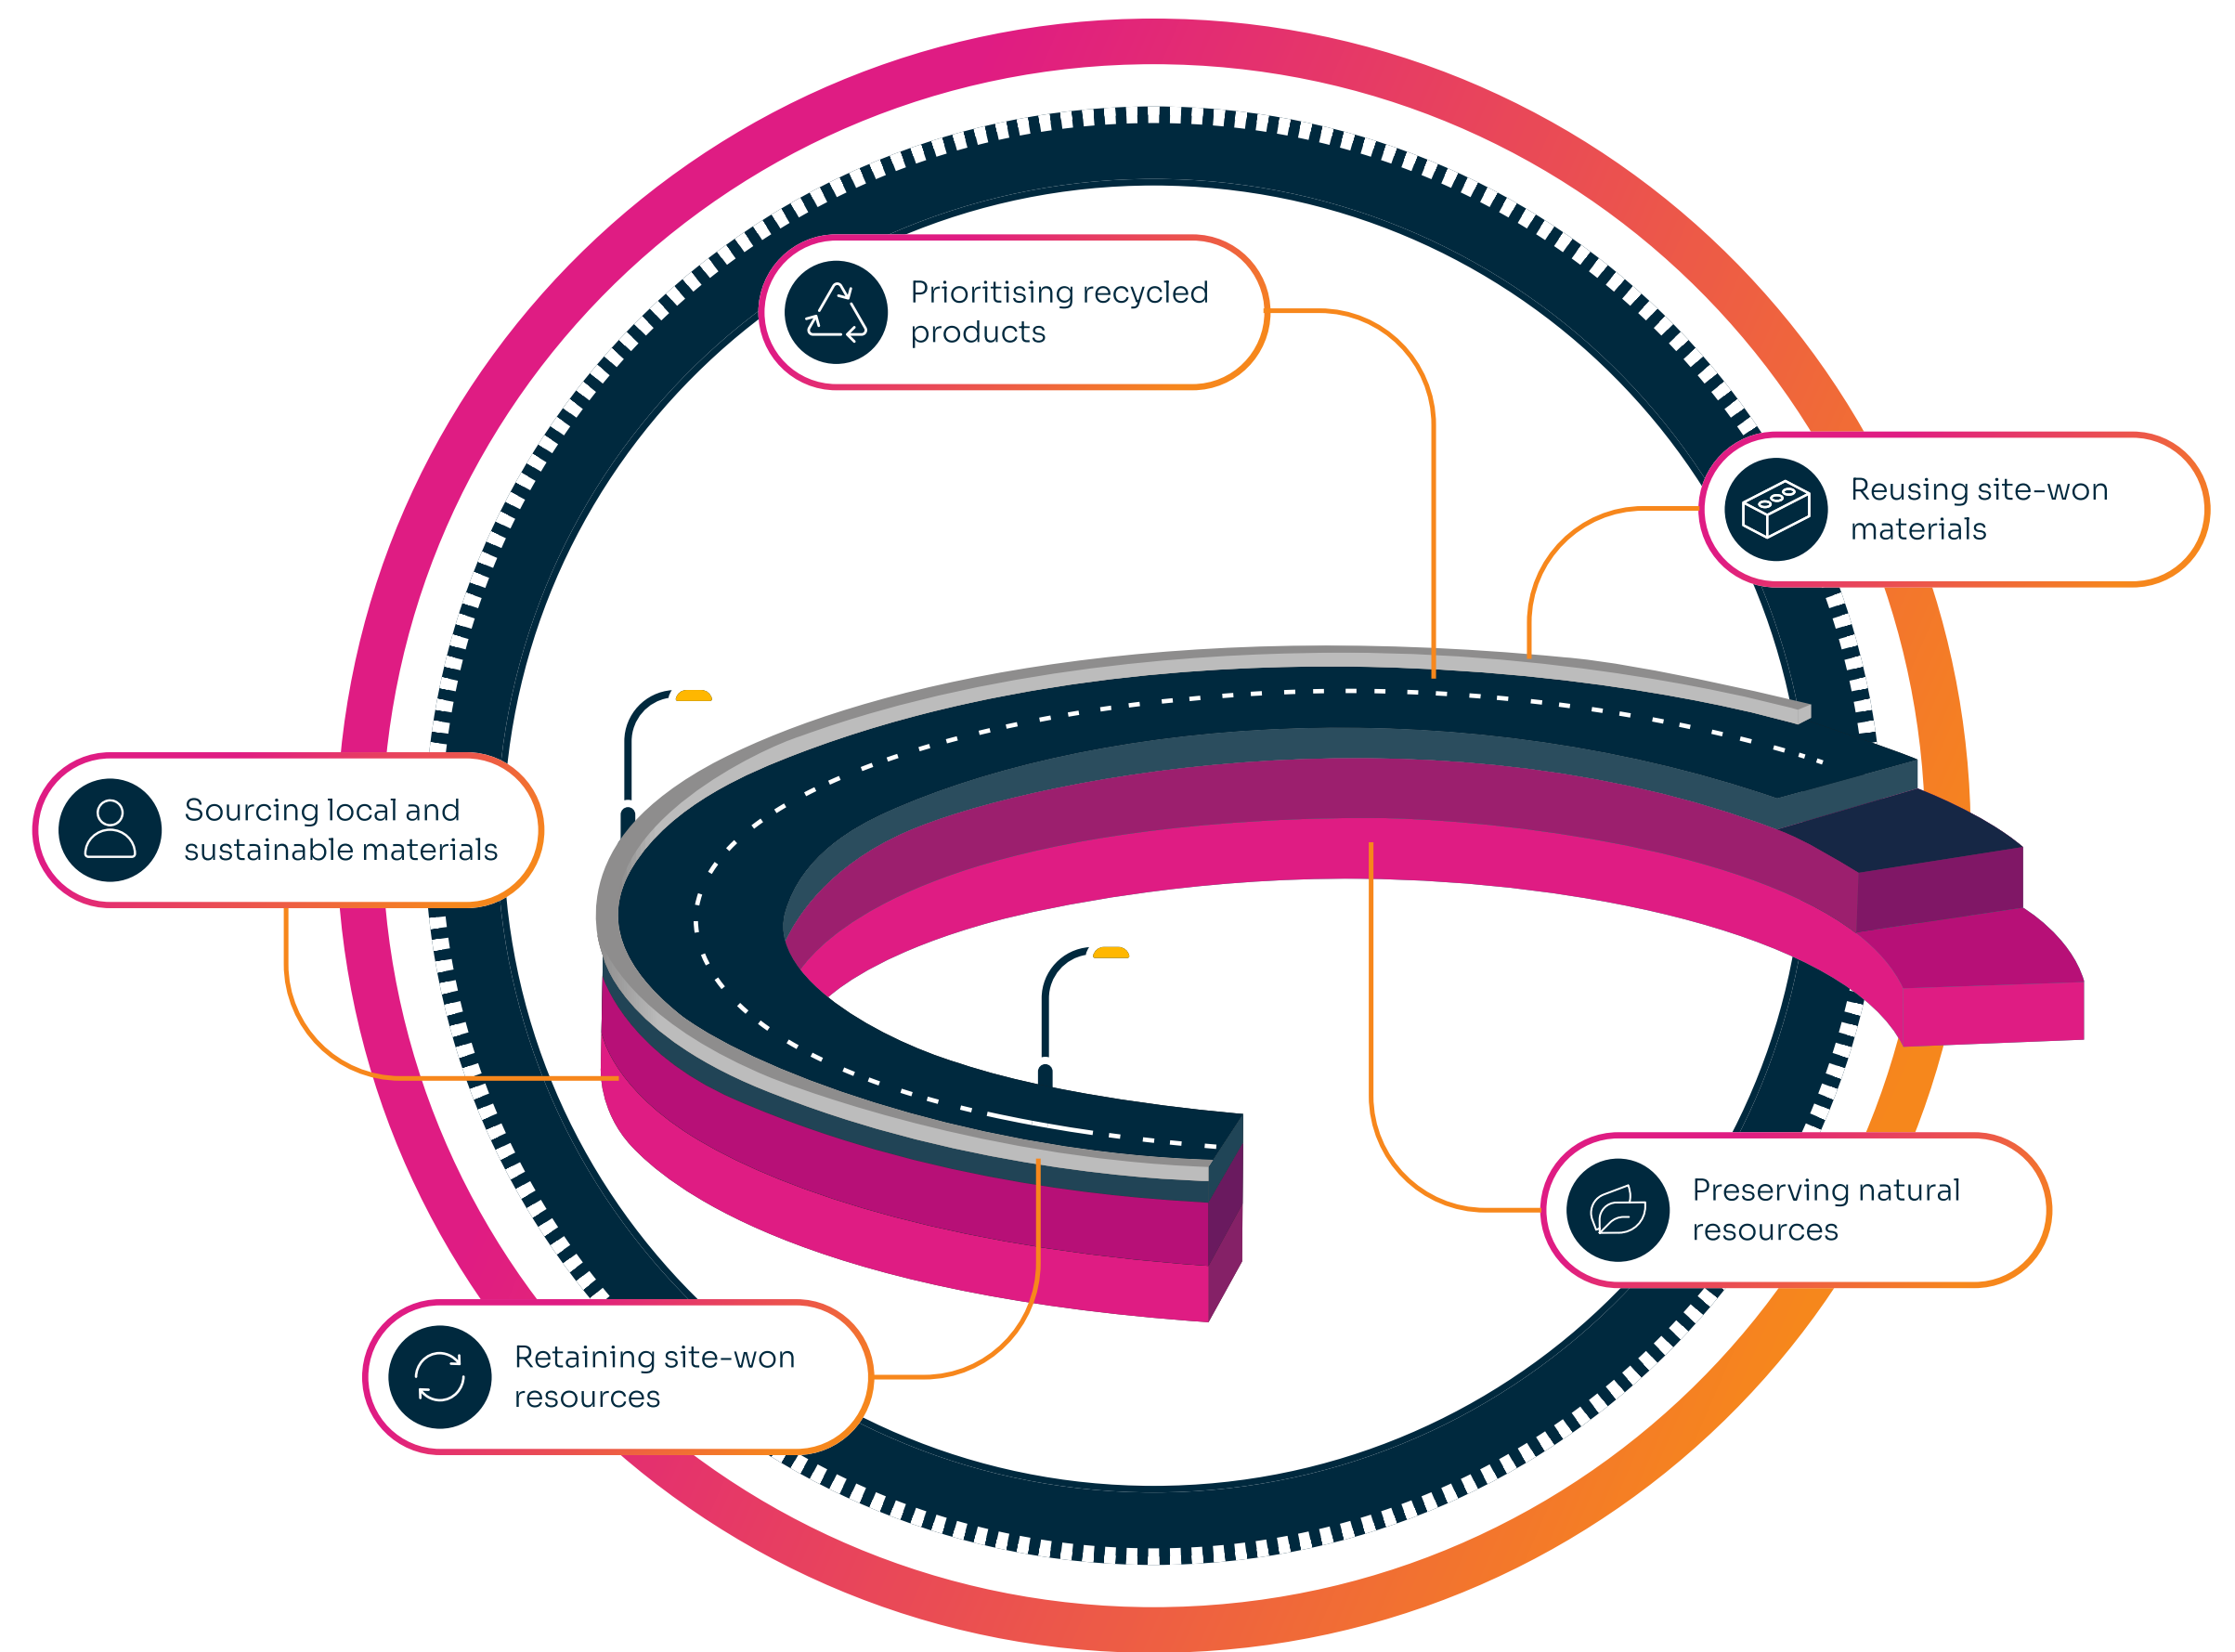 Prioritising recycled
products
Reusing site-won
materials
Sourcing local and
sustainable materials
Preserving natural
resources
Retaining site-won
resources